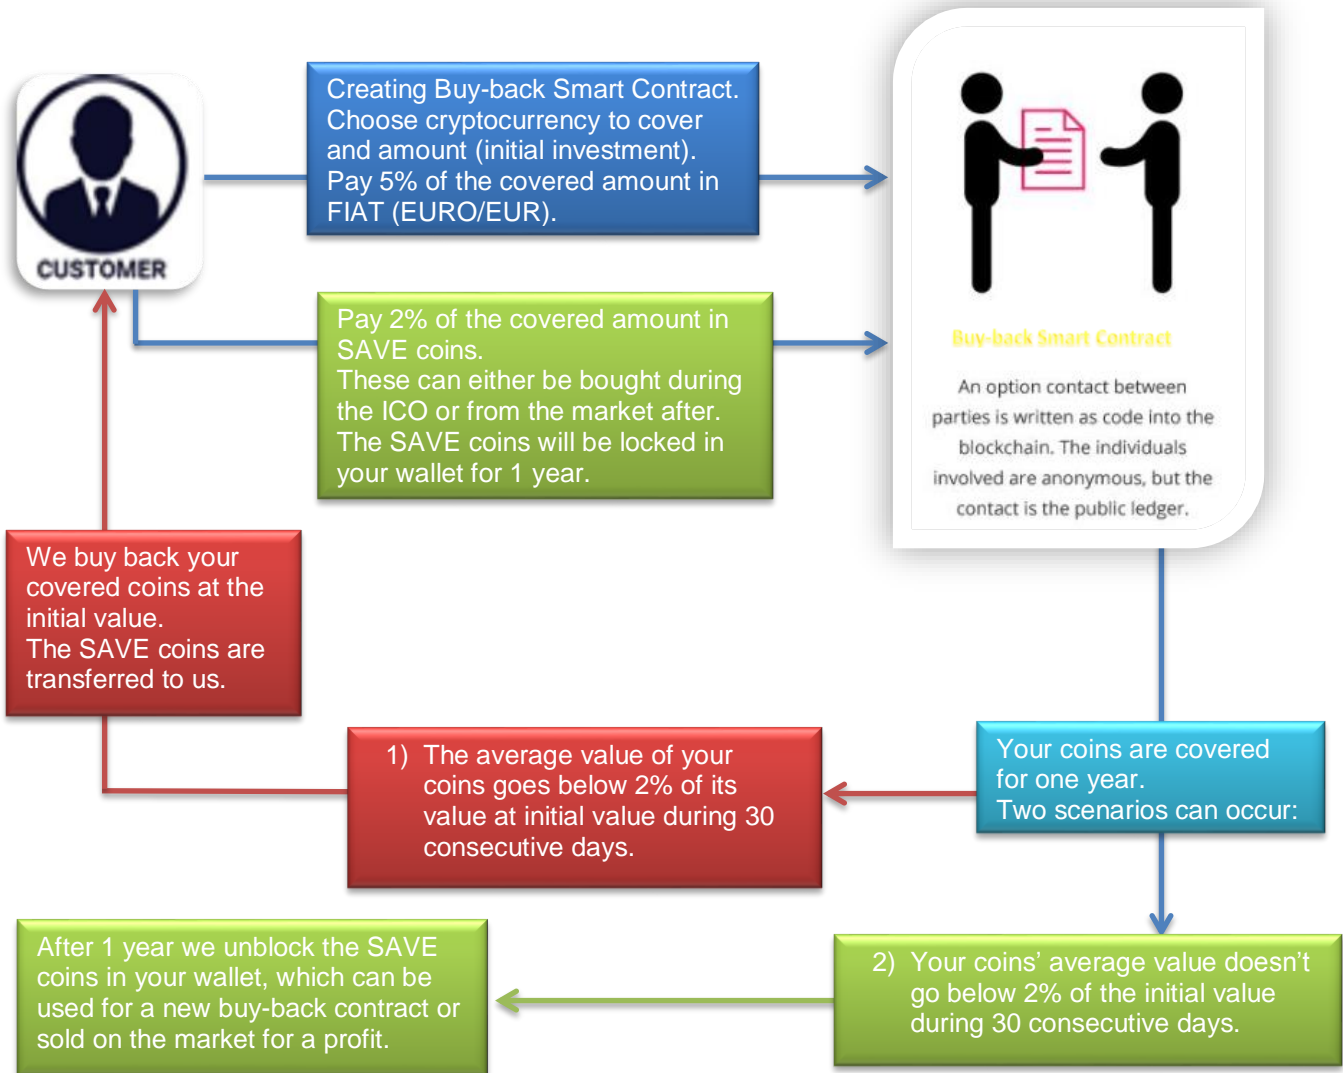 CUSTOMER
Creating Buy-back Smart Contract.
Choose cryptocurrency to cover
and amount (initial investment).
Pay 5% of the covered amount in
FIAT (EURO/EUR).
Pay 2% of the covered amount in
SAVE coins.
These can either be bought during
the ICO or from the market after.
The SAVE coins will be locked in
your wallet for 1 year.
Buy-back Smart Contract
An option contact between
parties is written as code into the
blockchain. The individuals
involved are anonymous, but the
contact is the public ledger.
We buy back your
covered coins at the
initial value.
The SAVE coins are
transferred to us.
1) The average value of your
coins goes below 2% of its
value at initial value during 30
consecutive days.
Your coins are covered
for one year.
Two scenarios can occur:
After 1 year we unblock the SAVE
coins in your wallet, which can be
used for a new buy-back contract or
sold on the market for a profit.
2) Your coins’ average value doesn’t
go below 2% of the initial value
during 30 consecutive days.